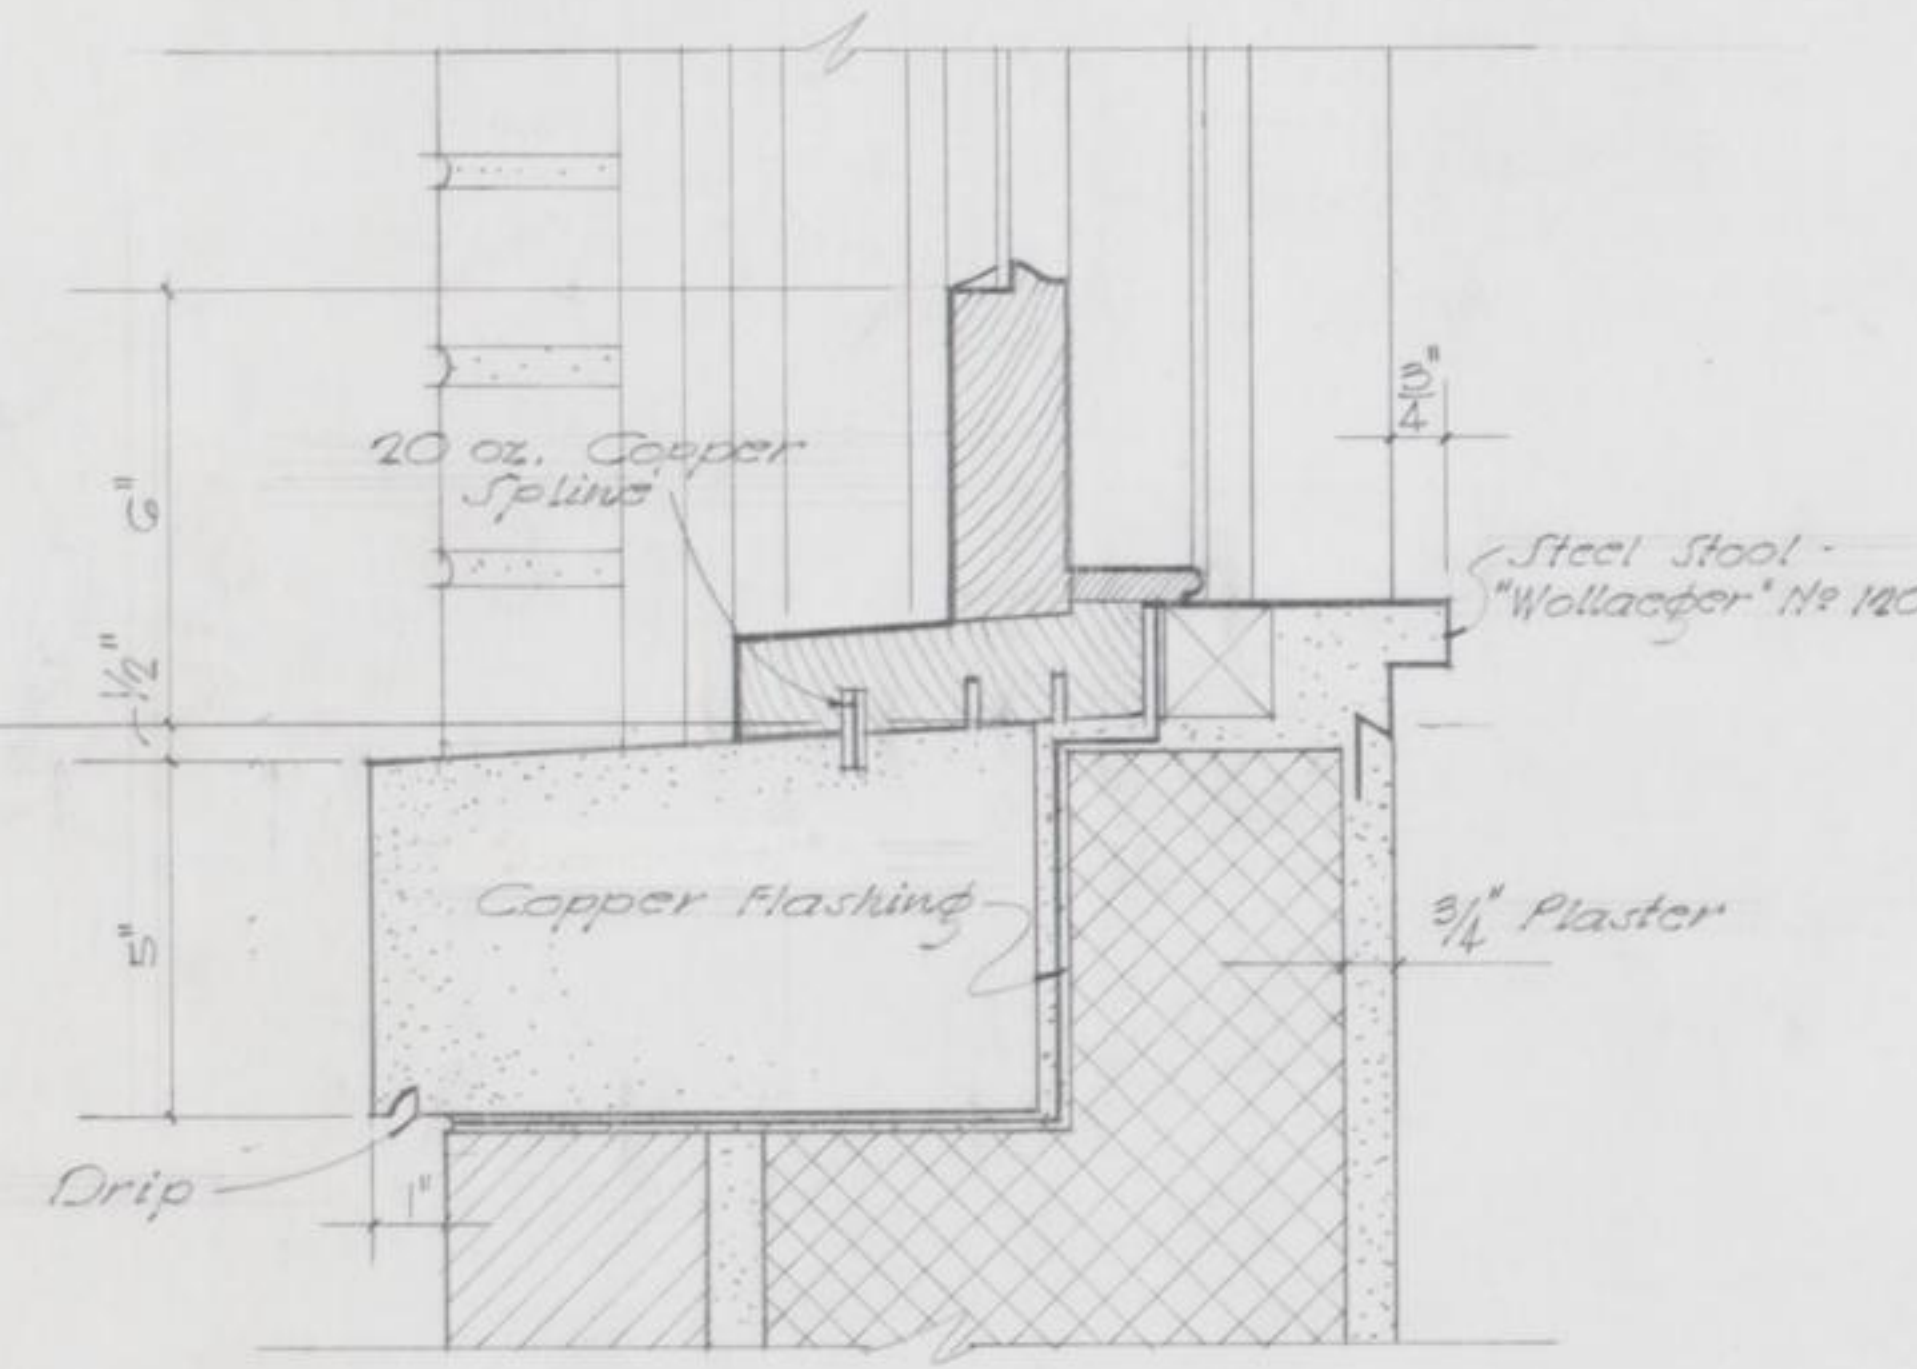 3/4"
20 oz. Copper
Spline
6"
Steel Stool -
"Wollaeger" No 120
1/2"
Copper Flashing
3/4" Plaster
5"
Drip
1"